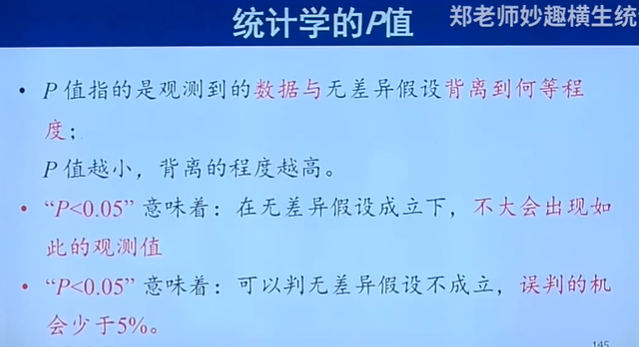 统计学的P值
郑老师妙趣横生统
• P 值指的是观测到的数据与无差异假设背离到何等程
度；
P 值越小，背离的程度越高。
• “P<0.05” 意味着：在无差异假设成立下，不大会出现如
此的观测值
• “P<0.05” 意味着：可以判无差异假设不成立，误判的机
会少于5%。
145